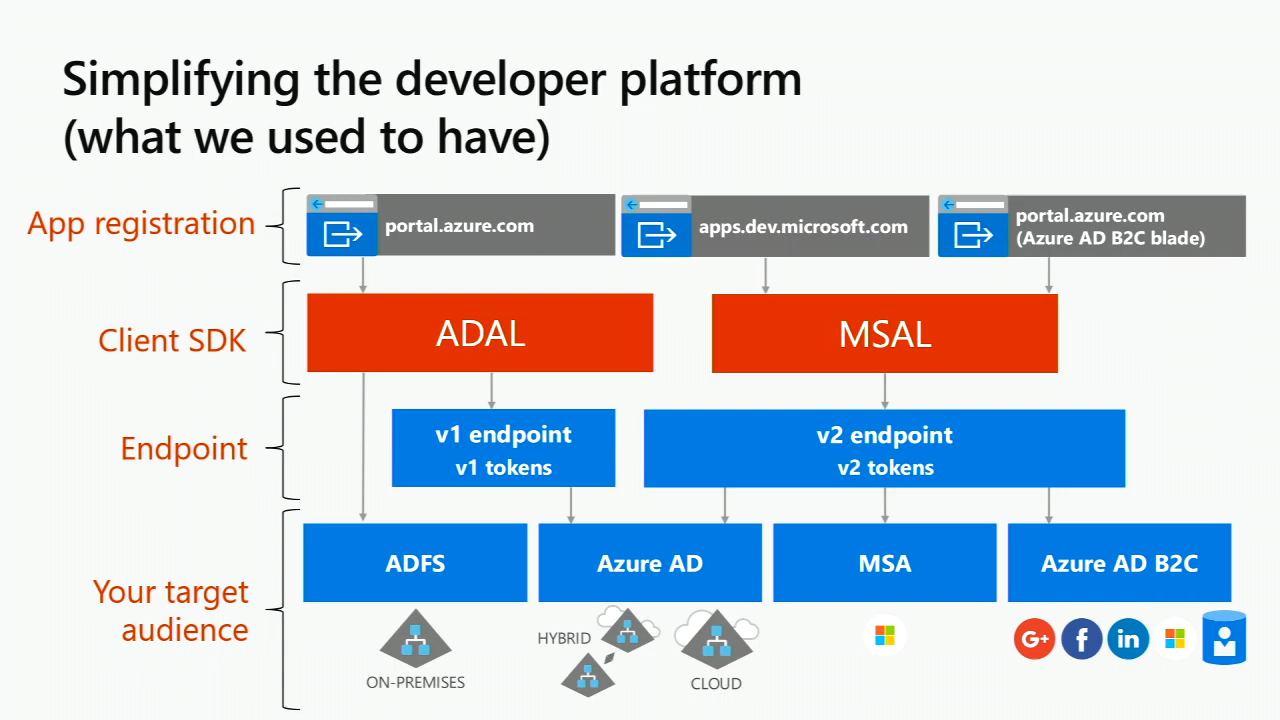 Simplifying the developer platform
(what we used to have)
App registration
portal.azure.com
apps.dev.microsoft.com
portal.azure.com
(Azure AD B2C blade)
Client SDK
ADAL
MSAL
Endpoint
v1 endpoint
v1 tokens
v2 endpoint
v2 tokens
Your target
audience
ADFS
Azure AD
MSA
Azure AD B2C
ON-PREMISES
HYBRID
CLOUD
G+
f
in